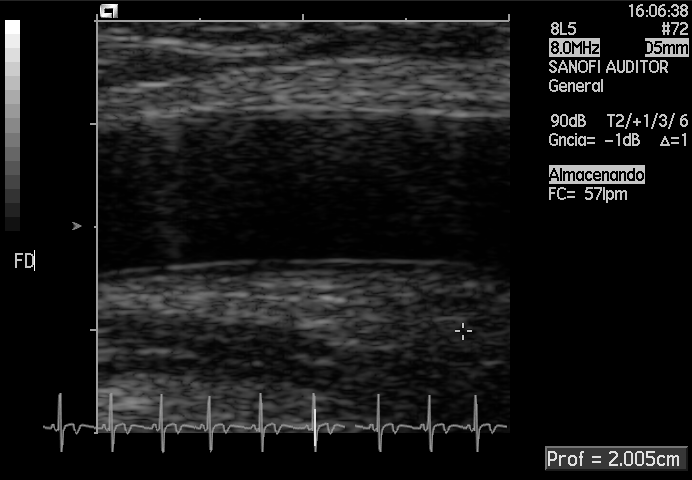 16:06:38
8L5 #72
8.0MHz D5mm
SANOFI AUDITOR
General
90dB T2/+1/3/ 6
Gncia= -1dB Δ=1
Almacenando
FC= 57lpm
FD
Prof = 2.005cm